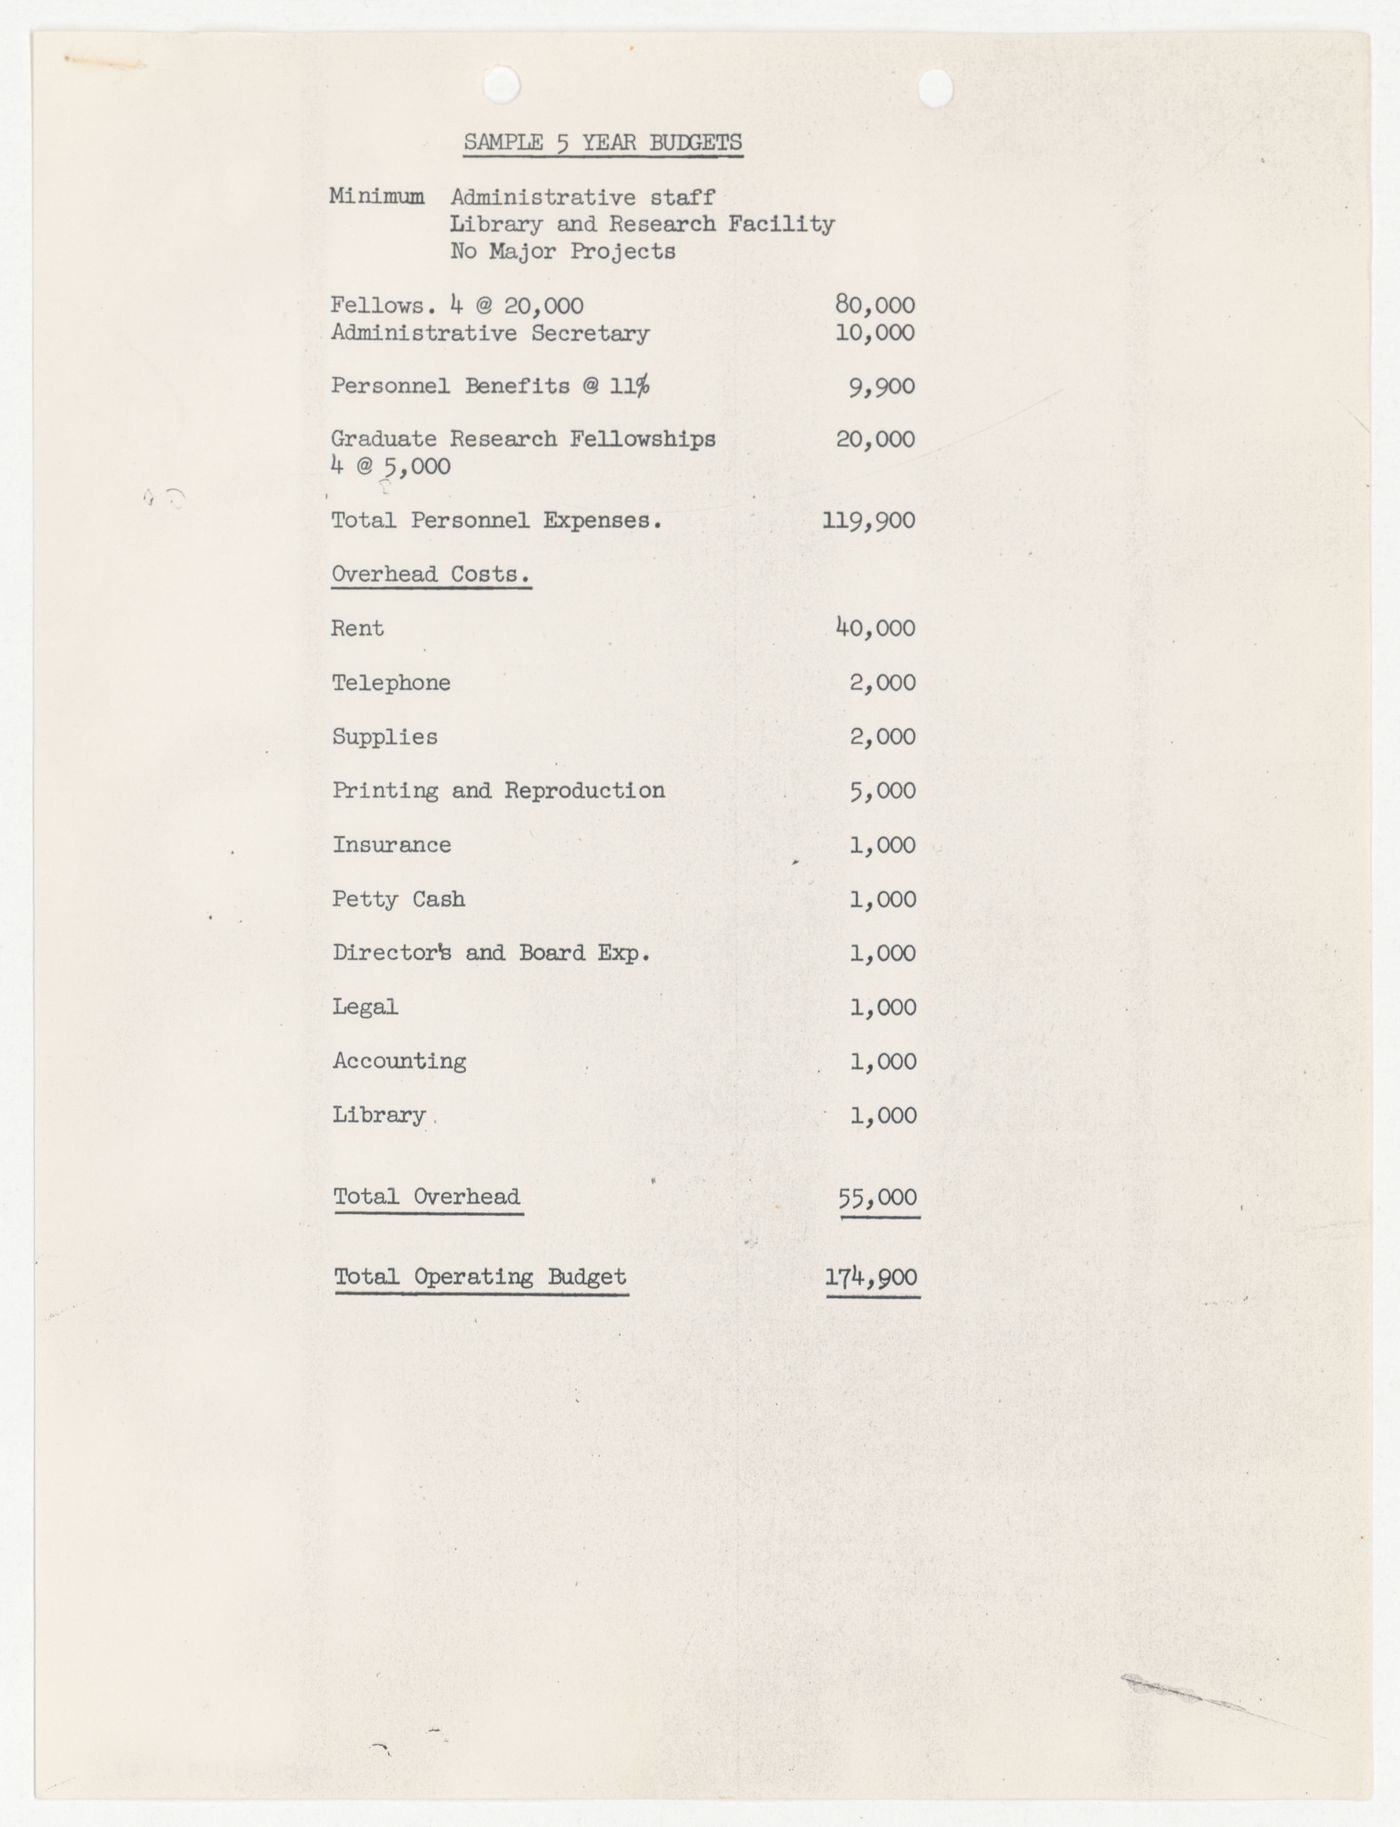 SAMPLE 5 YEAR BUDGETS
Minimum Administrative staff
Library and Research Facility
No Major Projects
Fellows. 4 @ 20,000 80,000
Administrative Secretary 10,000
Personnel Benefits @ 11% 9,900
Graduate Research Fellowships 20,000
4 @ 5,000
Total Personnel Expenses. 119,900
Overhead Costs.
Rent 40,000
Telephone 2,000
Supplies 2,000
Printing and Reproduction 5,000
Insurance 1,000
Petty Cash 1,000
Director's and Board Exp. 1,000
Legal 1,000
Accounting 1,000
Library 1,000
Total Overhead 55,000
Total Operating Budget 174,900